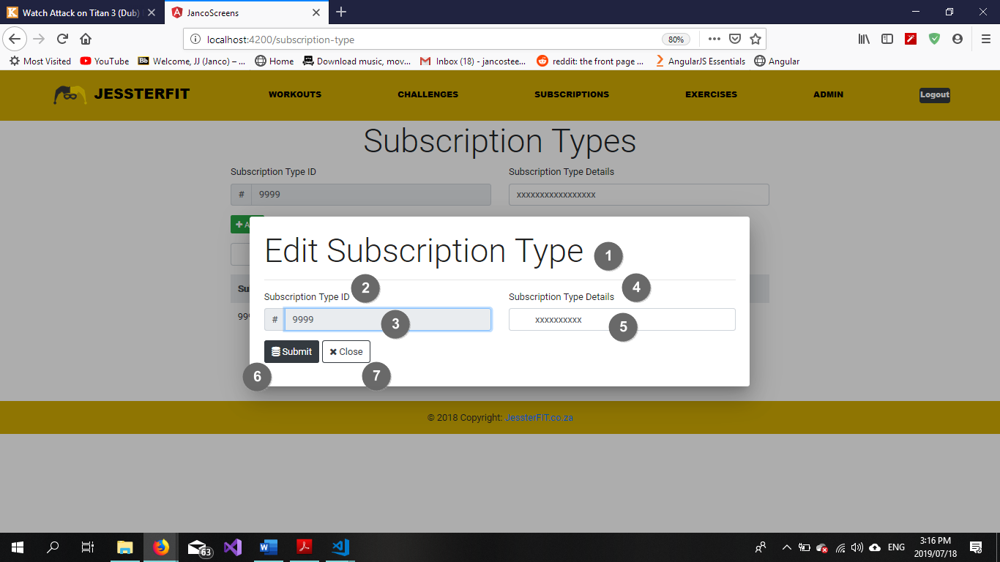 Watch Attack on Titan 3 (Dub)
JancoScreens
localhost:4200/subscription-type
80%
Most Visited
YouTube
Welcome, JJ (Janco) – ...
Home
Download music, mov...
Inbox (18) - jancostee...
reddit: the front page ...
AngularJS Essentials
Angular
JESSTERFIT
WORKOUTS
CHALLENGES
SUBSCRIPTIONS
EXERCISES
ADMIN
Logout
Subscription Types
Subscription Type ID
Subscription Type Details
# 9999
xxxxxxxxxxxxxxxxx
Edit Subscription Type
1
2
4
Subscription Type ID
Subscription Type Details
# 9999
3
xxxxxxxxxx
5
Submit
Close
6
7
© 2018 Copyright: JessterFIT.co.za
63
ENG
3:16 PM
2019/07/18